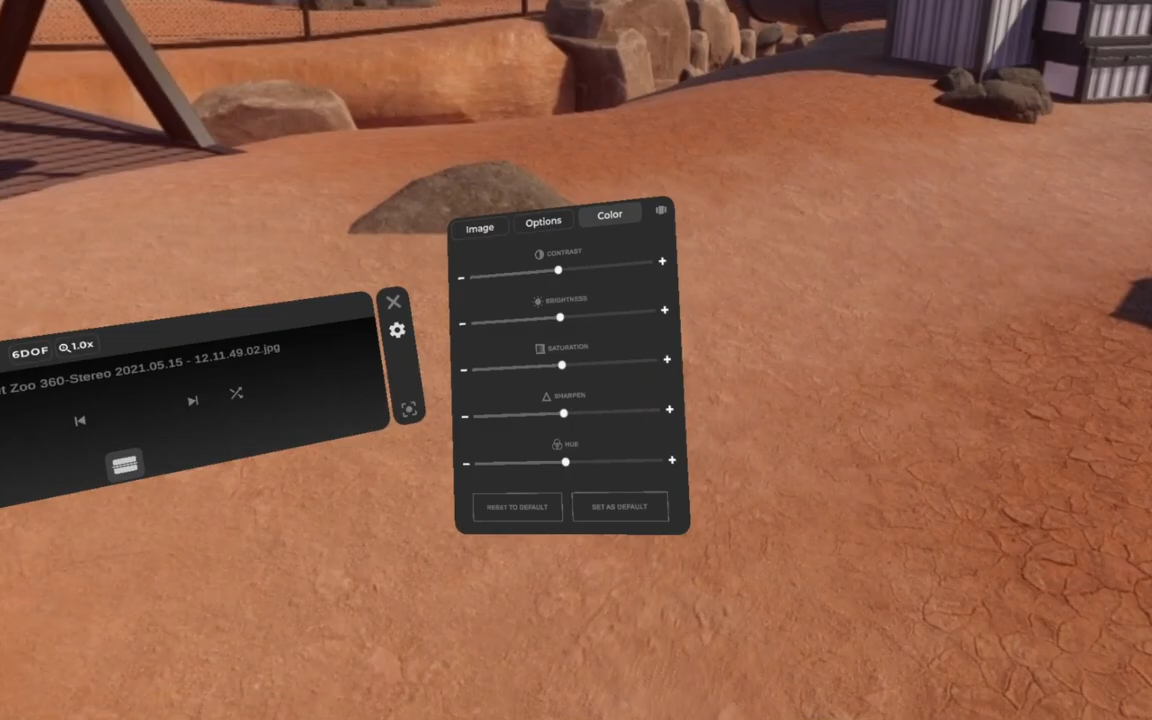 Image
Options
Color
CONTRAST
BRIGHTNESS
SATURATION
SHARPEN
HUE
RESET TO DEFAULT
SET AS DEFAULT
6DOF
1.0x
Zoo 360-Stereo 2021.05.15 - 12.11.49.02.jpg